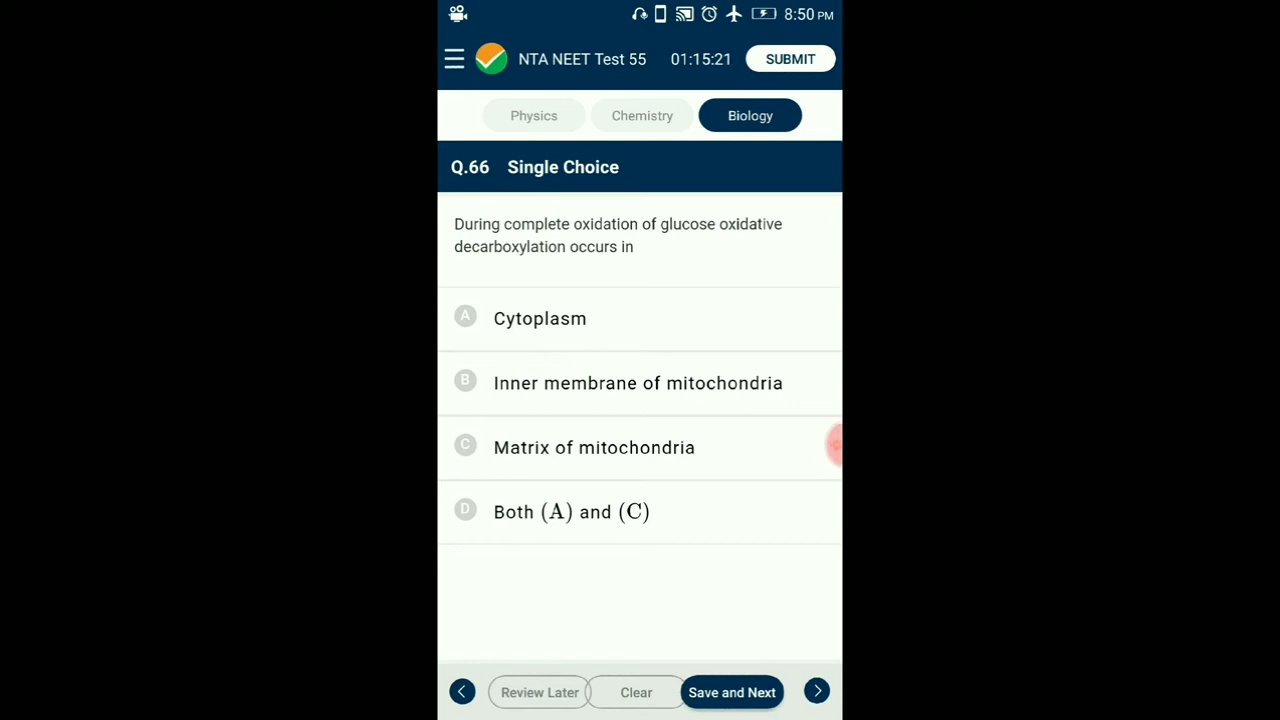 8:50 PM
NTA NEET Test 55 01:15:21 SUBMIT
Physics Chemistry Biology
Q.66 Single Choice
During complete oxidation of glucose oxidative
decarboxylation occurs in
A Cytoplasm
B Inner membrane of mitochondria
C Matrix of mitochondria
D Both (A) and (C)
Review Later Clear Save and Next